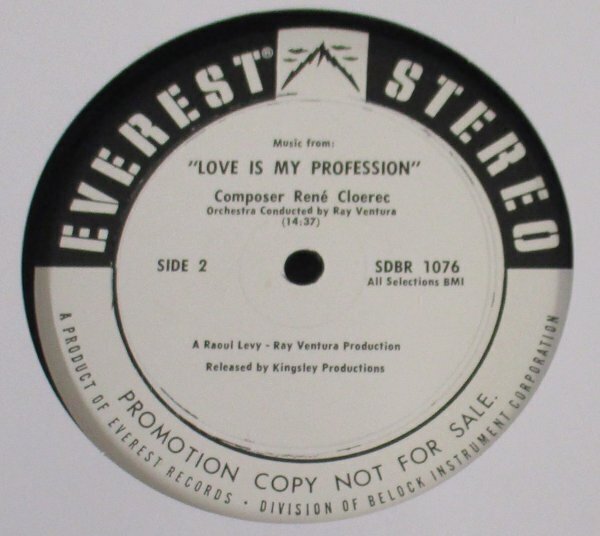 EVEREST® STEREO
Music from:
"LOVE IS MY PROFESSION"
Composer René Cloerec
Orchestra Conducted by Ray Ventura
(14:37)
SIDE 2
SDBR 1076
All Selections BMI
A Raoul Levy - Ray Ventura Production
Released by Kingsley Productions
PROMOTION COPY NOT FOR SALE.
A PRODUCT OF EVEREST RECORDS • DIVISION OF BELOCK INSTRUMENT CORPORATION